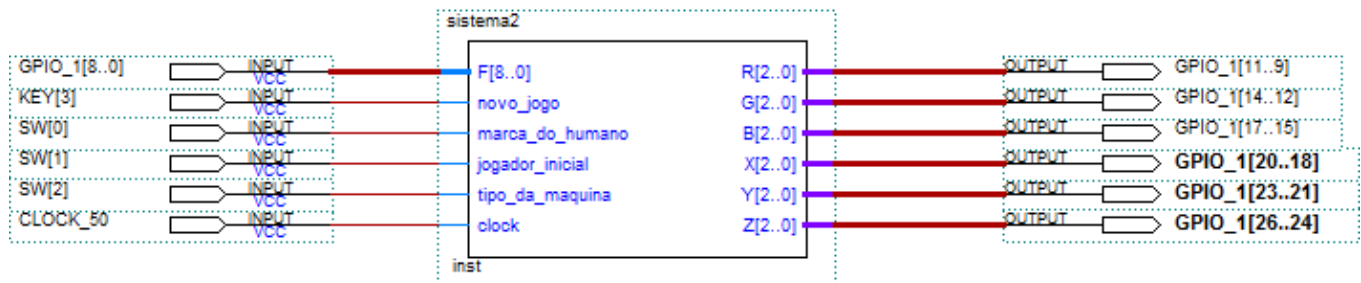 sistema2
GPIO_1[8..0] INPUT VCC F[8..0] R[2..0] OUTPUT GPIO_1[11..9]
KEY[3] INPUT VCC novo_jogo G[2..0] OUTPUT GPIO_1[14..12]
SW[0] INPUT VCC marca_do_humano B[2..0] OUTPUT GPIO_1[17..15]
SW[1] INPUT VCC jogador_inicial X[2..0] OUTPUT GPIO_1[20..18]
SW[2] INPUT VCC tipo_da_maquina Y[2..0] OUTPUT GPIO_1[23..21]
CLOCK_50 INPUT VCC clock Z[2..0] OUTPUT GPIO_1[26..24]
inst